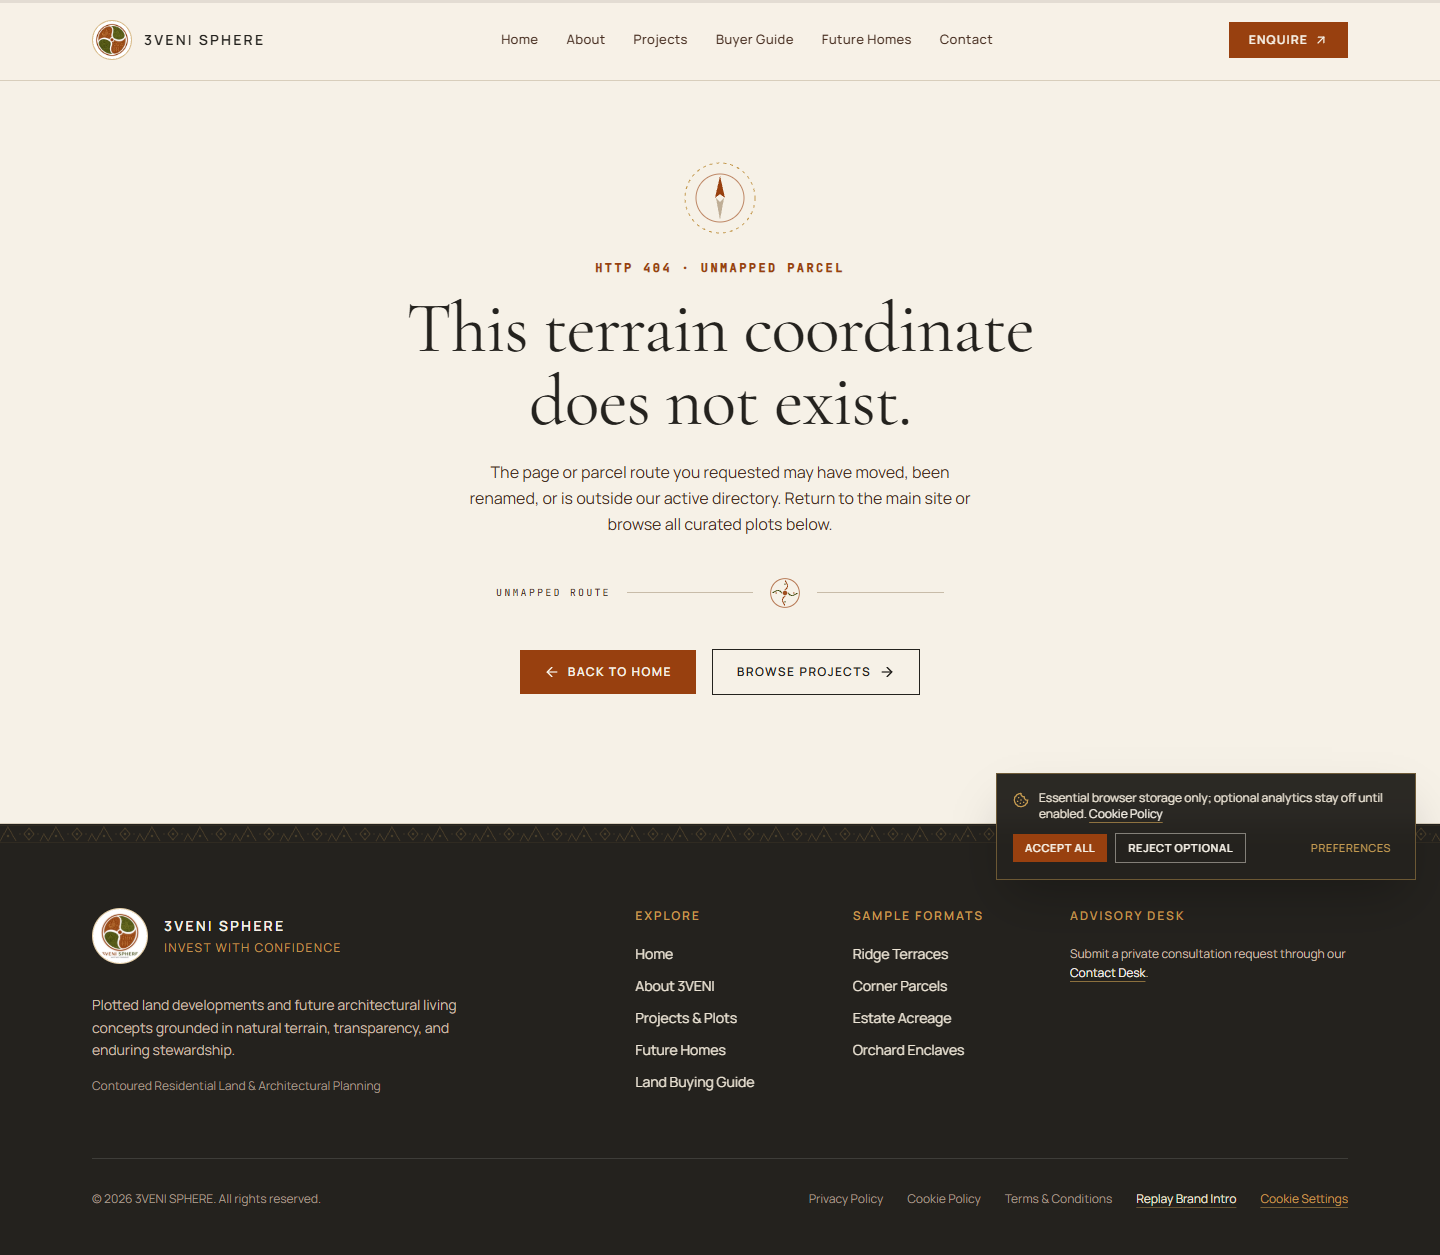 3VENI SPHERE
Home
About
Projects
Buyer Guide
Future Homes
Contact
ENQUIRE
HTTP 404 · UNMAPPED PARCEL
This terrain coordinate
does not exist.
The page or parcel route you requested may have moved, been
renamed, or is outside our active directory. Return to the main site or
browse all curated plots below.
UNMAPPED ROUTE
BACK TO HOME
BROWSE PROJECTS
Essential browser storage only; optional analytics stay off until
enabled. Cookie Policy
ACCEPT ALL
REJECT OPTIONAL
PREFERENCES
3VENI SPHERE
3VENI SPHERE
INVEST WITH CONFIDENCE
Plotted land developments and future architectural living
concepts grounded in natural terrain, transparency, and
enduring stewardship.
Contoured Residential Land & Architectural Planning
EXPLORE
Home
About 3VENI
Projects & Plots
Future Homes
Land Buying Guide
SAMPLE FORMATS
Ridge Terraces
Corner Parcels
Estate Acreage
Orchard Enclaves
ADVISORY DESK
Submit a private consultation request through our
Contact Desk.
© 2026 3VENI SPHERE. All rights reserved.
Privacy Policy
Cookie Policy
Terms & Conditions
Replay Brand Intro
Cookie Settings